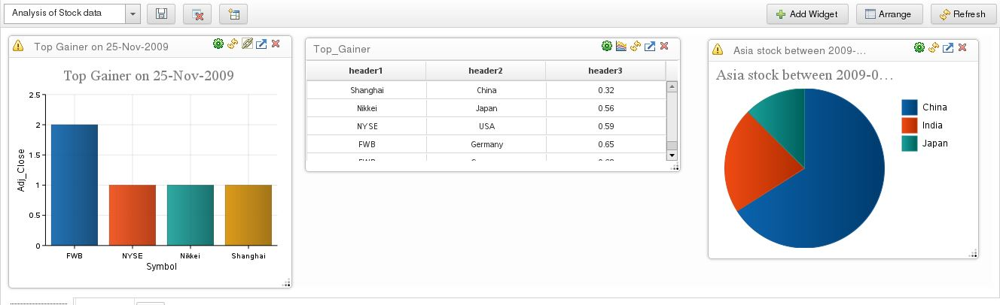 Analysis of Stock data
Add Widget
Arrange
Refresh
Top Gainer on 25-Nov-2009
Top Gainer on 25-Nov-2009
2.5
2
1.5
1
0.5
0
Adj_Close
FWB
NYSE
Nikkei
Shanghai
Symbol
Top_Gainer
header1 header2 header3
Shanghai China 0.32
Nikkei Japan 0.56
NYSE USA 0.59
FWB Germany 0.65
Asia stock between 2009-...
Asia stock between 2009-0...
China
India
Japan